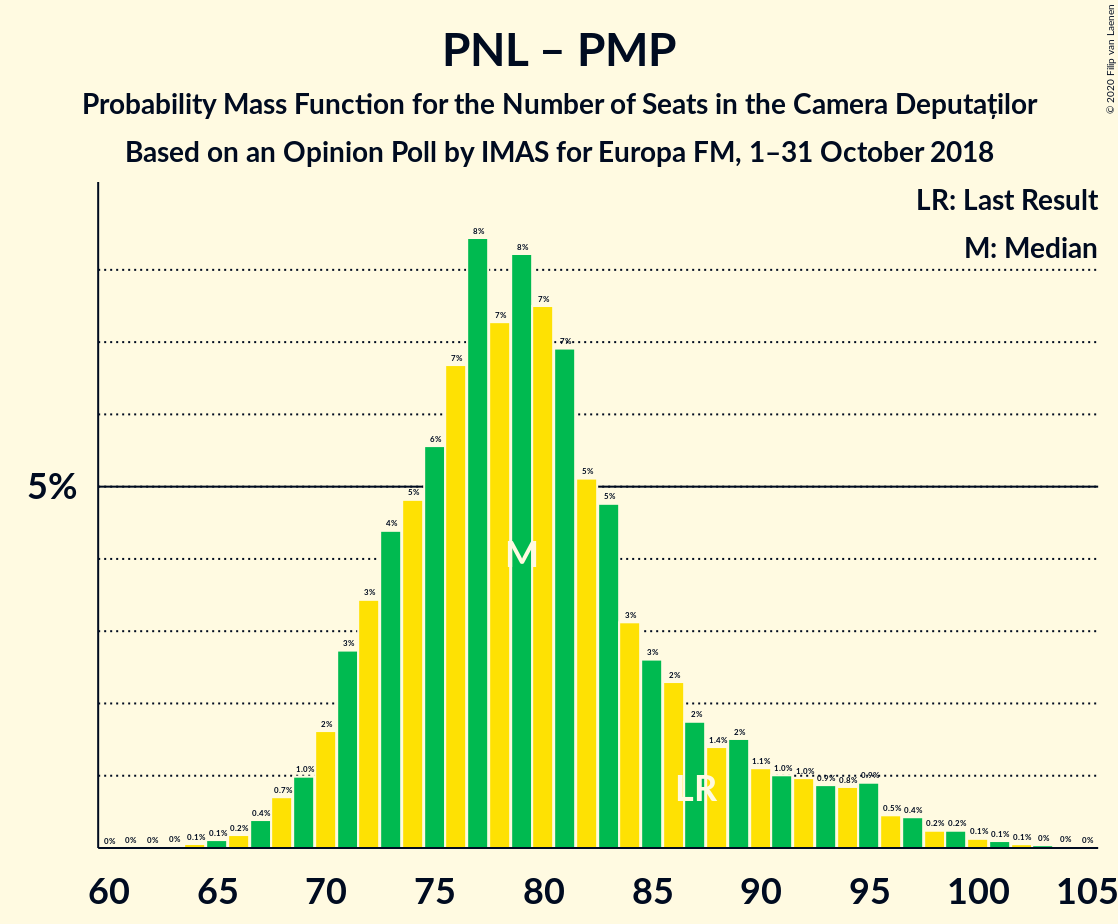 PNL – PMP
Probability Mass Function for the Number of Seats in the Camera Deputaților
Based on an Opinion Poll by IMAS for Europa FM, 1–31 October 2018
© 2020 Filip van Laenen
LR: Last Result
M: Median
5%
0% 0% 0% 0% 0.1% 0.1% 0.2% 0.4% 0.7% 1.0% 2% 3% 3% 4% 5% 6% 7% 8% 7% 8% 7% 7% 5% 5% 3% 3% 2% 2% 1.4% 2% 1.1% 1.0% 1.0% 0.9% 0.8% 0.9% 0.5% 0.4% 0.2% 0.2% 0.1% 0.1% 0.1% 0% 0% 0%
M
LR
60 65 70 75 80 85 90 95 100 105